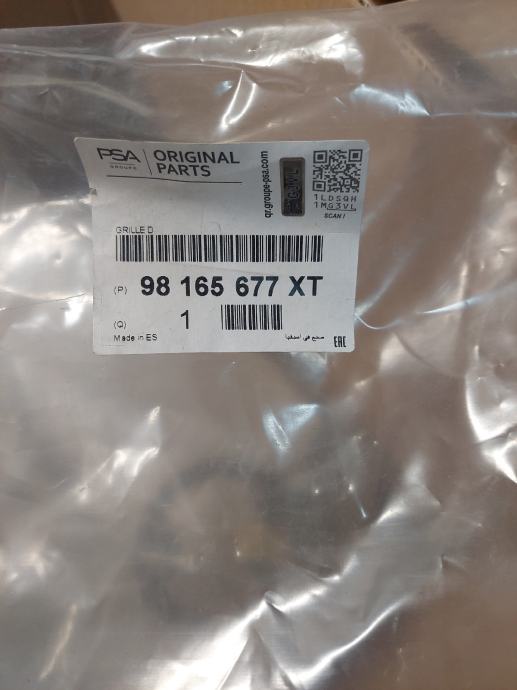 PSA
GROUPE
ORIGINAL
PARTS
qr.groupe-psa.com
1LDSQH
1MG3VL
SCAN !
GRILLE D
(P) 98 165 677 XT
(Q) 1
Made in ES
صنع في اسبانيا
EAC